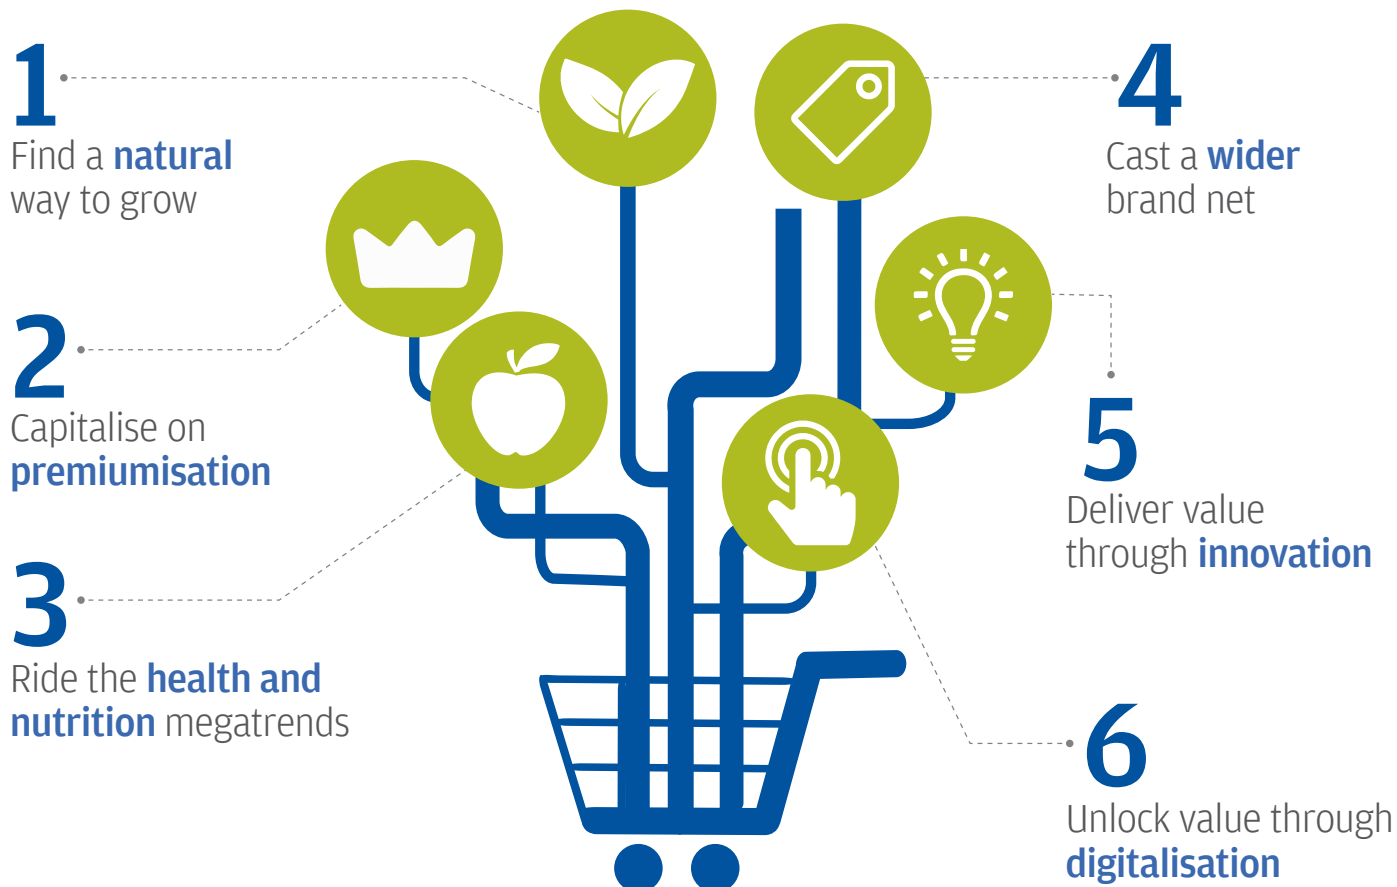 1
Find a natural
way to grow
2
Capitalise on
premiumisation
3
Ride the health and
nutrition megatrends
4
Cast a wider
brand net
5
Deliver value
through innovation
6
Unlock value through
digitalisation